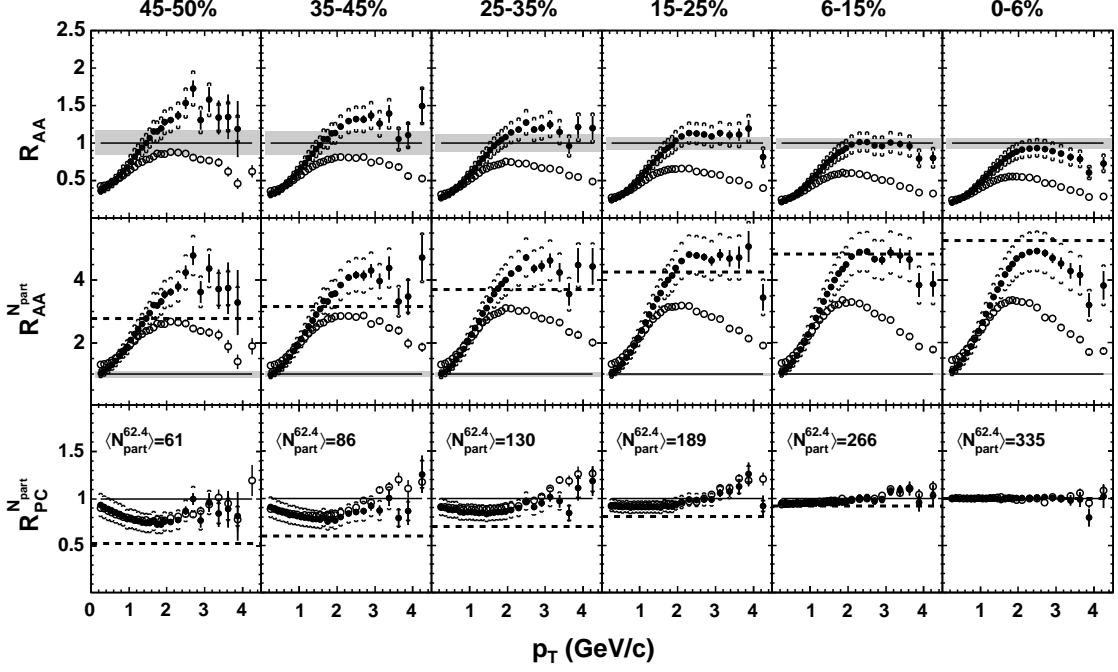 45-50% 35-45% 25-35% 15-25% 6-15% 0-6%
2.5
2
1.5
1
0.5
R_AA
4
2
R_AA^N_part
1.5
1
0.5
R_PC^N_part
⟨N_part^62.4⟩=61 ⟨N_part^62.4⟩=86 ⟨N_part^62.4⟩=130 ⟨N_part^62.4⟩=189 ⟨N_part^62.4⟩=266 ⟨N_part^62.4⟩=335
0 1 2 3 4 1 2 3 4 1 2 3 4 1 2 3 4 1 2 3 4 1 2 3 4
p_T (GeV/c)